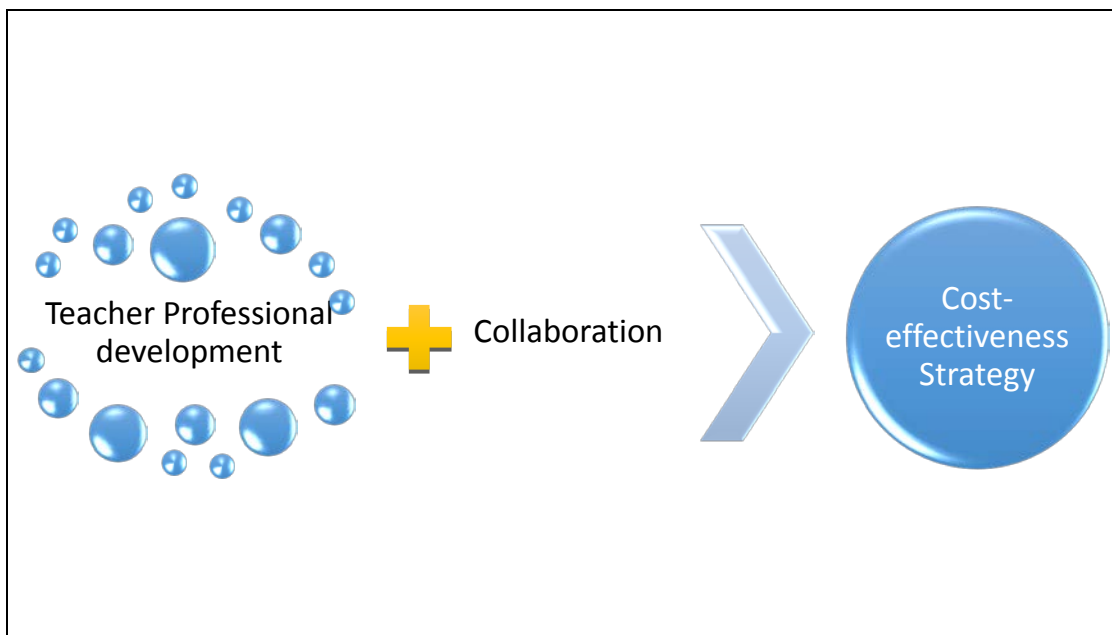 Teacher Professional
development
Collaboration
Cost-
effectiveness
Strategy